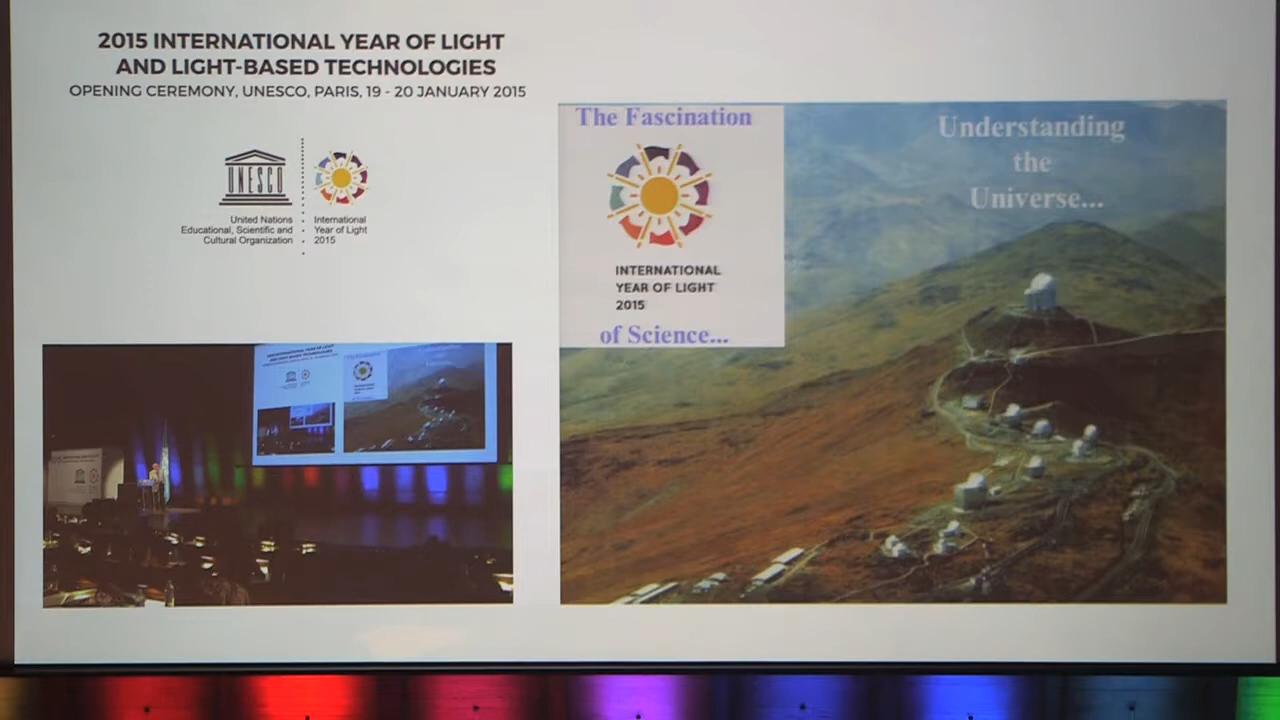 2015 INTERNATIONAL YEAR OF LIGHT
AND LIGHT-BASED TECHNOLOGIES
OPENING CEREMONY, UNESCO, PARIS, 19 - 20 JANUARY 2015
UNESCO
United Nations
Educational, Scientific and
Cultural Organization
International
Year of Light
2015
The Fascination
INTERNATIONAL
YEAR OF LIGHT
2015
of Science...
Understanding
the
Universe...